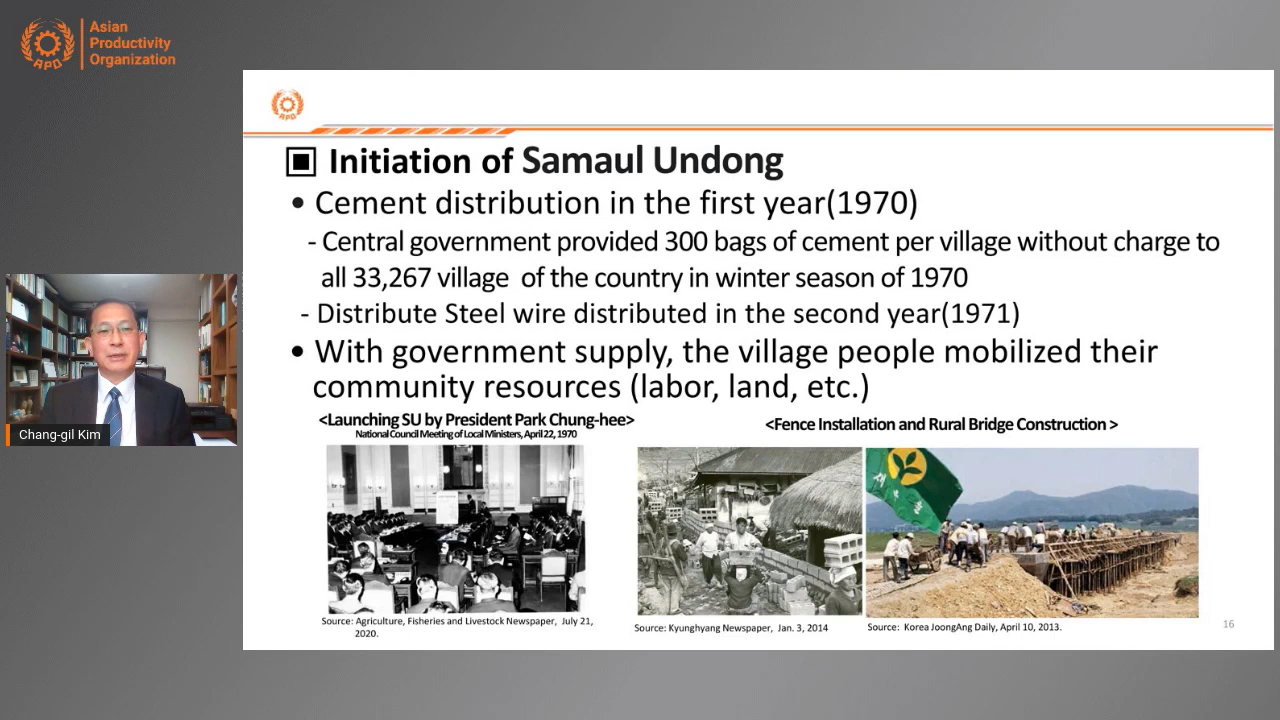 Asian
Productivity
Organization
APO
APO
▣ Initiation of Samaul Undong
• Cement distribution in the first year(1970)
- Central government provided 300 bags of cement per village without charge to
all 33,267 village of the country in winter season of 1970
- Distribute Steel wire distributed in the second year(1971)
• With government supply, the village people mobilized their
community resources (labor, land, etc.)
<Launching SU by President Park Chung-hee>
National Council Meeting of Local Ministers, April 22, 1970
<Fence Installation and Rural Bridge Construction >
Source: Agriculture, Fisheries and Livestock Newspaper, July 21,
2020.
Source: Kyunghyang Newspaper, Jan. 3, 2014
Source: Korea JoongAng Daily, April 10, 2013.
16
Chang-gil Kim